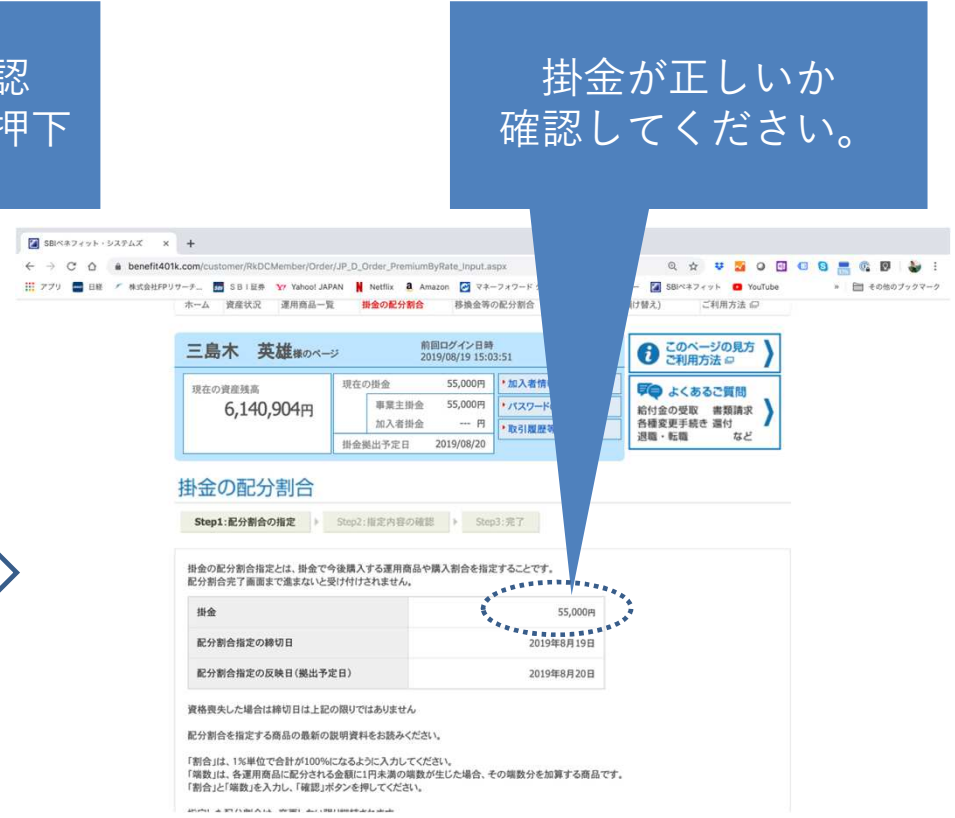 認
押下
掛金が正しいか
確認してください。
SBIベネフィット・システムズ × +
benefit401k.com/customer/RkDCMember/Order/JP_D_Order_PremiumByRate_Input.aspx
アプリ 日経 株式会社FPリサーチ… SBI証券 Yahoo! JAPAN Netflix Amazon マネーフォワード SBIベネフィット YouTube » その他のブックマーク
ホーム 資産状況 運用商品一覧 掛金の配分割合 移換金等の配分割合 け替え) ご利用方法
三島木 英雄様のページ
前回ログイン日時
2019/08/19 15:03:51
現在の資産残高
6,140,904円
現在の掛金 55,000円
事業主掛金 55,000円
加入者掛金 --- 円
掛金拠出予定日 2019/08/20
加入者情
パスワード
取引履歴等
このページの見方
ご利用方法
よくあるご質問
給付金の受取 書類請求
各種変更手続き 還付
退職・転職 など
掛金の配分割合
Step1:配分割合の指定 Step2:指定内容の確認 Step3:完了
掛金の配分割合指定とは、掛金で今後購入する運用商品や購入割合を指定することです。
配分割合完了画面まで進まないと受け付けされません。
掛金 55,000円
配分割合指定の締切日 2019年8月19日
配分割合指定の反映日(拠出予定日) 2019年8月20日
資格喪失した場合は締切日は上記の限りではありません
配分割合を指定する商品の最新の説明資料をお読みください。
「割合」は、1%単位で合計が100%になるように入力してください。
「端数」は、各運用商品に配分される金額に1円未満の端数が生じた場合、その端数分を加算する商品です。
「割合」と「端数」を入力し、「確認」ボタンを押してください。